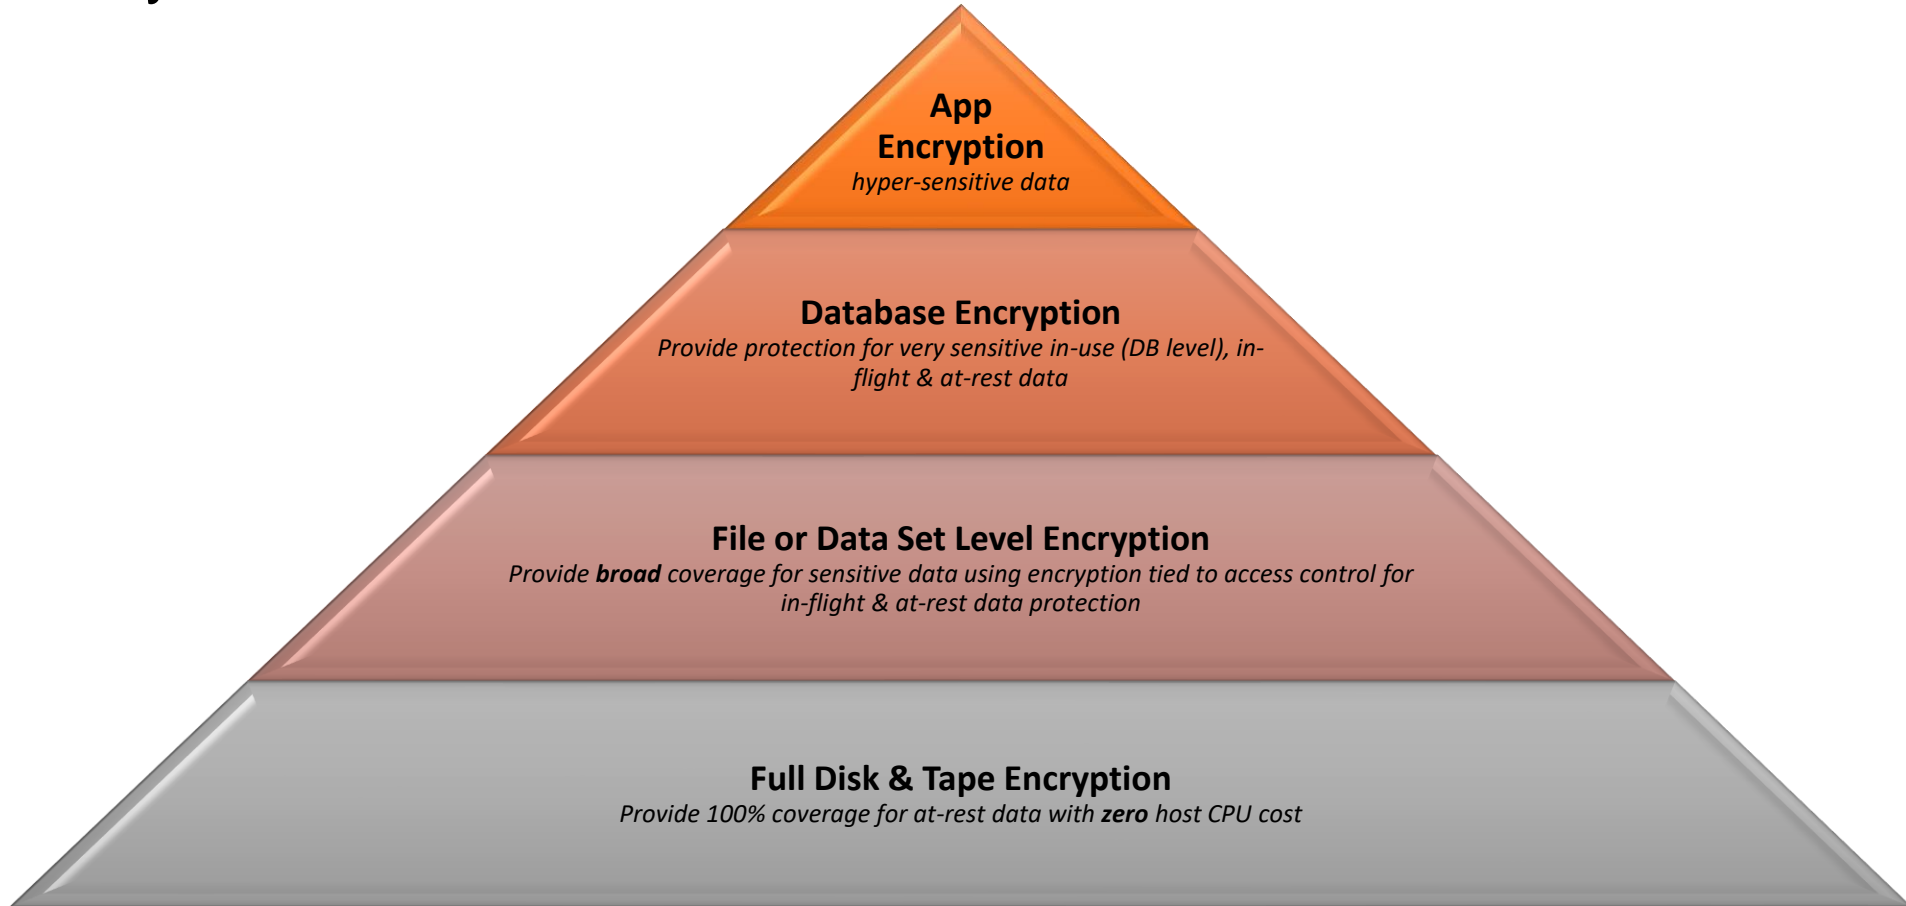 App
Encryption
hyper-sensitive data
Database Encryption
Provide protection for very sensitive in-use (DB level), in-
flight & at-rest data
File or Data Set Level Encryption
Provide broad coverage for sensitive data using encryption tied to access control for
in-flight & at-rest data protection
Full Disk & Tape Encryption
Provide 100% coverage for at-rest data with zero host CPU cost